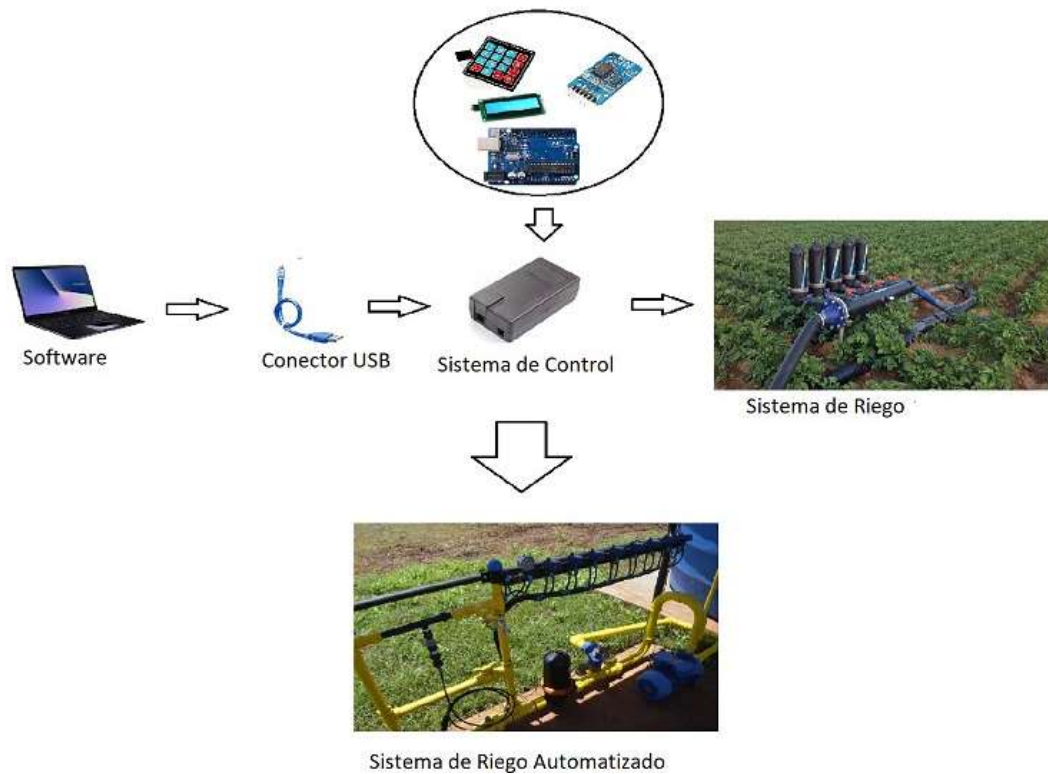 Software
Conector USB
Sistema de Control
Sistema de Riego
Sistema de Riego Automatizado